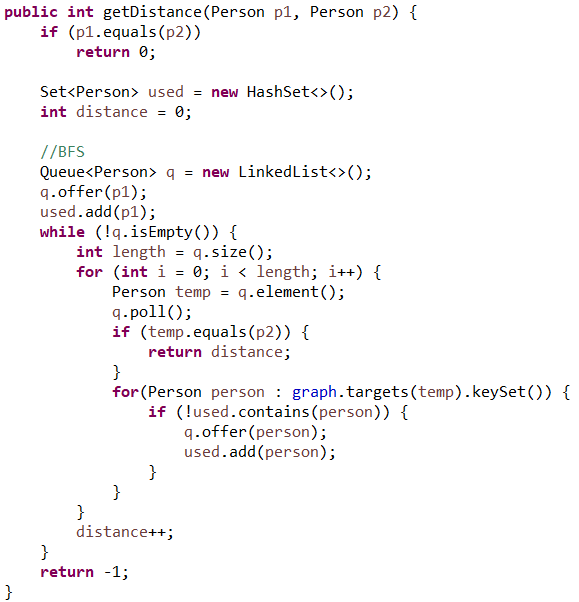 public int getDistance(Person p1, Person p2) {
    if (p1.equals(p2))
        return 0;

    Set<Person> used = new HashSet<>();
    int distance = 0;

    //BFS
    Queue<Person> q = new LinkedList<>();
    q.offer(p1);
    used.add(p1);
    while (!q.isEmpty()) {
        int length = q.size();
        for (int i = 0; i < length; i++) {
            Person temp = q.element();
            q.poll();
            if (temp.equals(p2)) {
                return distance;
            }
            for(Person person : graph.targets(temp).keySet()) {
                if (!used.contains(person)) {
                    q.offer(person);
                    used.add(person);
                }
            }
        }
        distance++;
    }
    return -1;
}